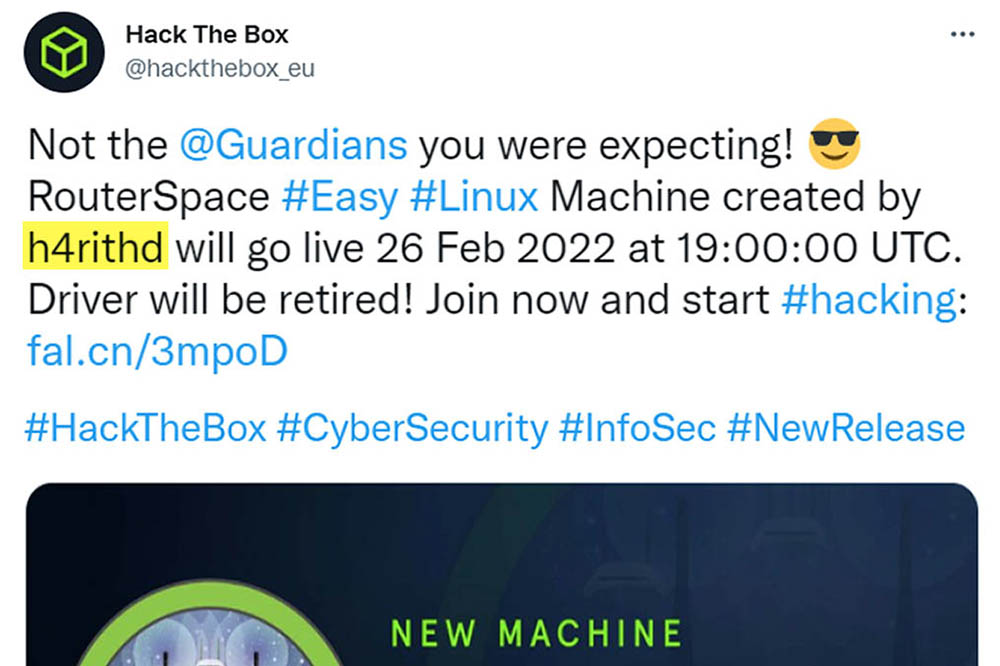 Hack The Box
@hackthebox_eu
Not the @Guardians you were expecting! 😎
RouterSpace #Easy #Linux Machine created by
h4rithd will go live 26 Feb 2022 at 19:00:00 UTC.
Driver will be retired! Join now and start #hacking:
fal.cn/3mpoD
#HackTheBox #CyberSecurity #InfoSec #NewRelease
NEW MACHINE